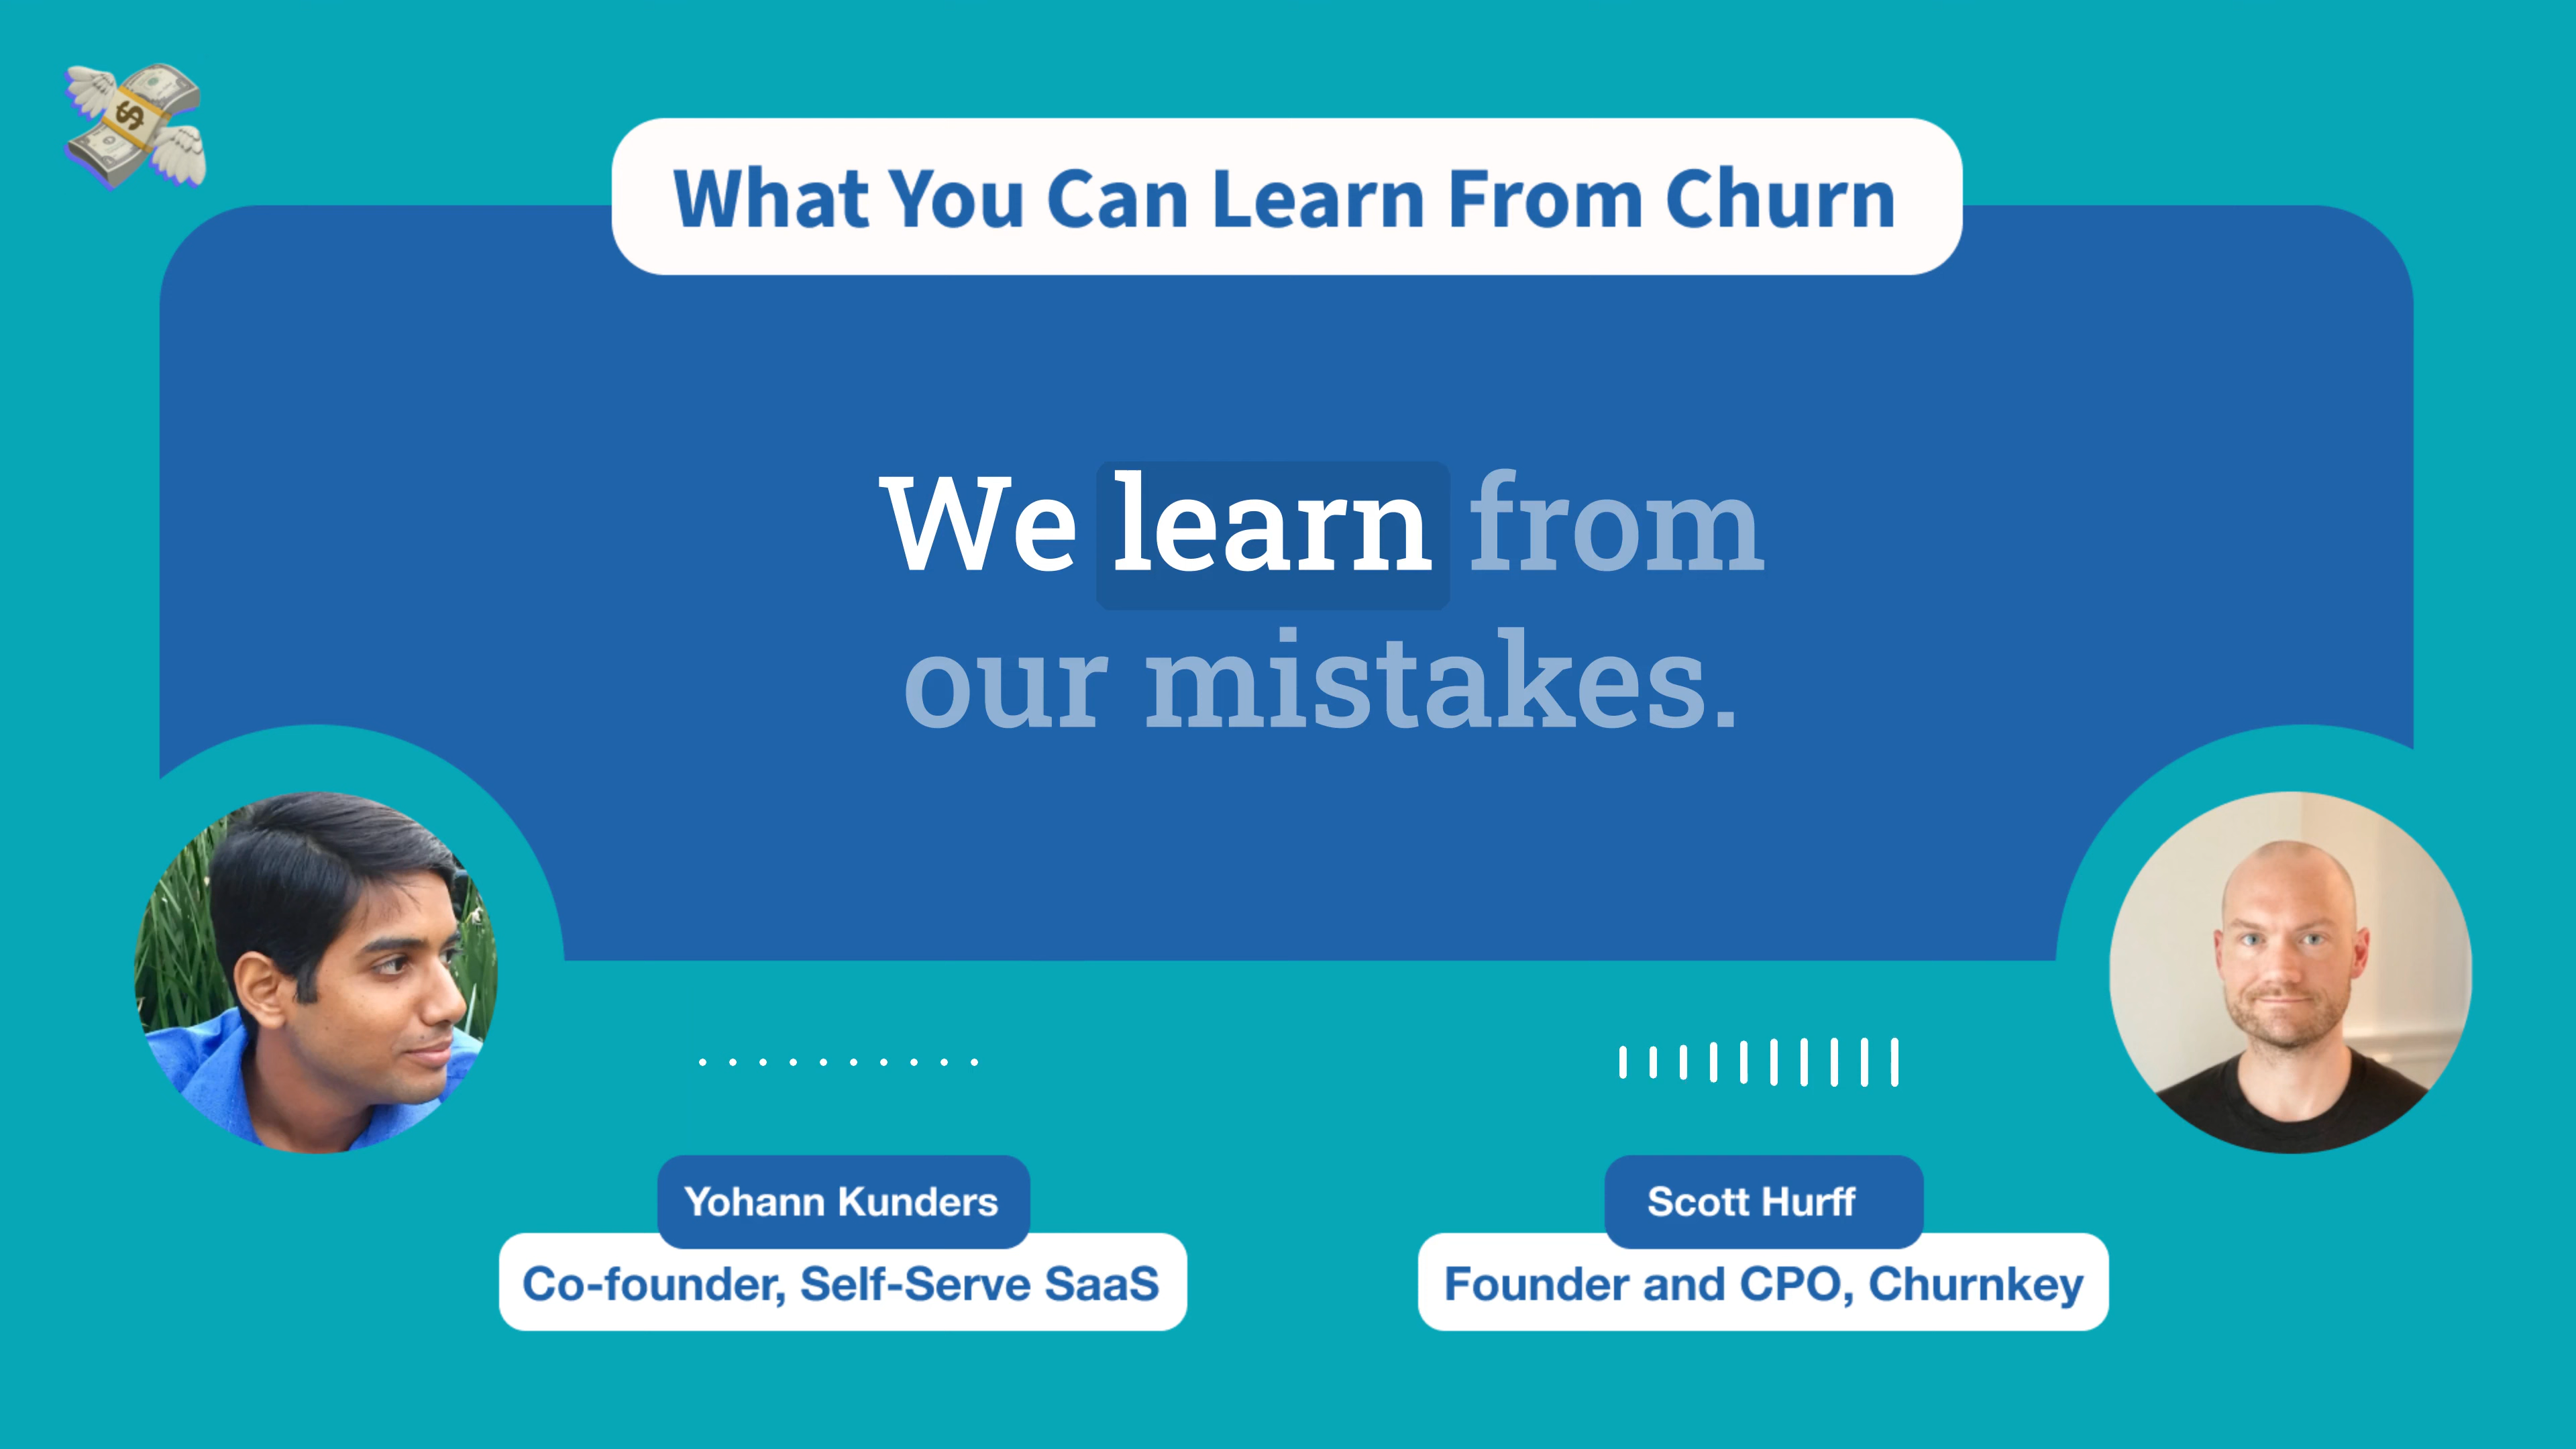 What You Can Learn From Churn
We learn from
our mistakes.
Yohann Kunders
Co-founder, Self-Serve SaaS
Scott Hurff
Founder and CPO, Churnkey